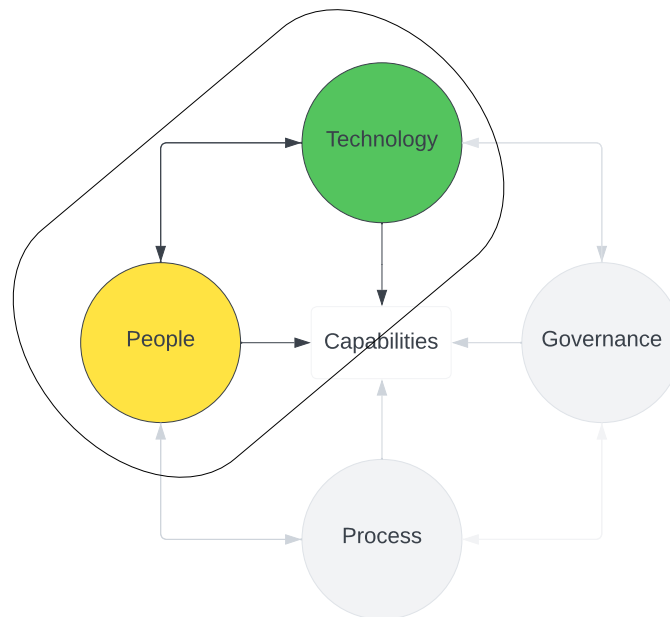 Technology
People
Capabilities
Governance
Process